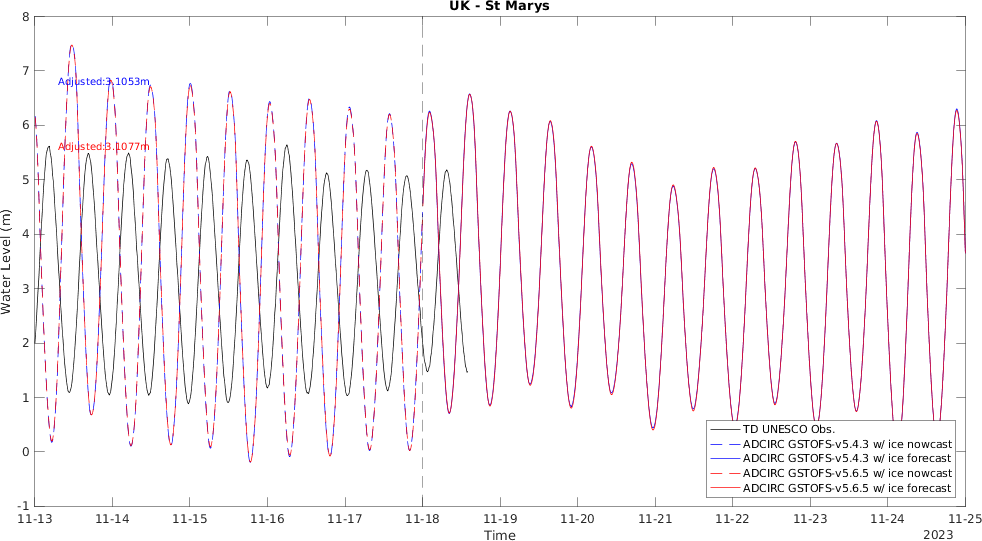 UK - St Marys
8
7
6
5
4
3
2
1
0
-1
Water Level (m)
Adjusted:3.1053m
Adjusted:3.1077m
TD UNESCO Obs.
ADCIRC GSTOFS-v5.4.3 w/ ice nowcast
ADCIRC GSTOFS-v5.4.3 w/ ice forecast
ADCIRC GSTOFS-v5.6.5 w/ ice nowcast
ADCIRC GSTOFS-v5.6.5 w/ ice forecast
11-13 11-14 11-15 11-16 11-17 11-18 11-19 11-20 11-21 11-22 11-23 11-24 11-25
Time
2023